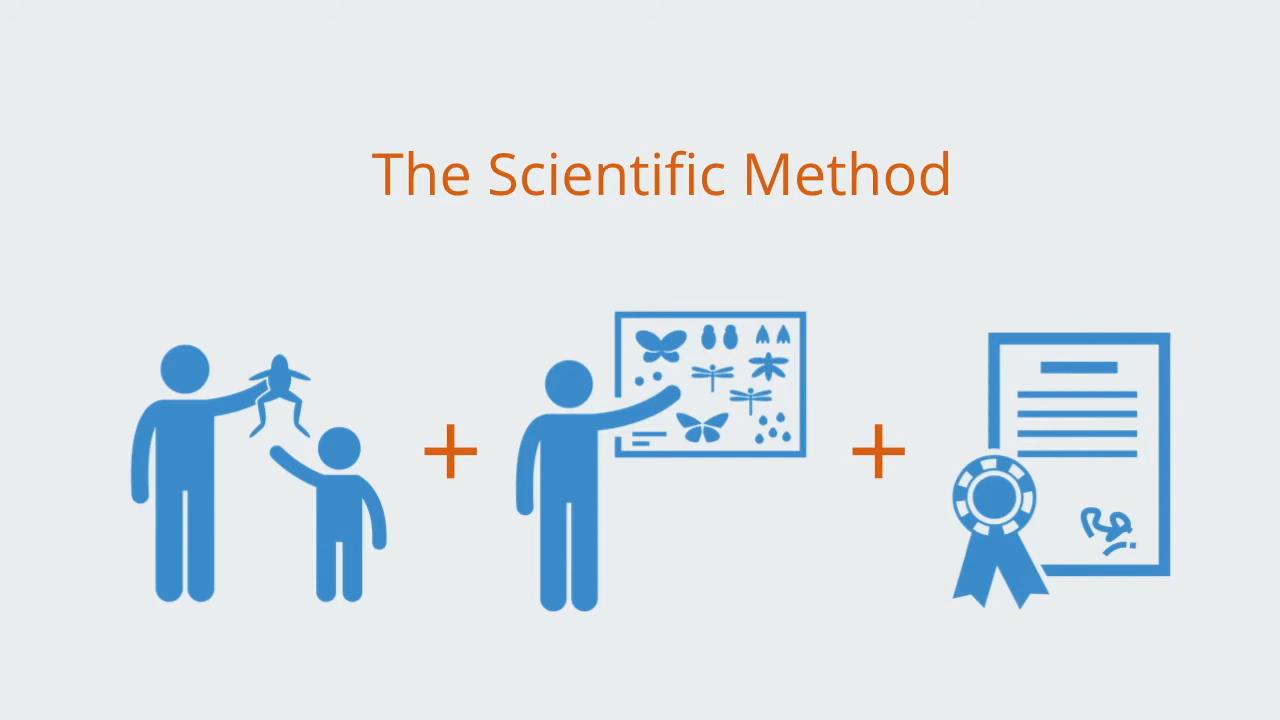 The Scientific Method
+ +